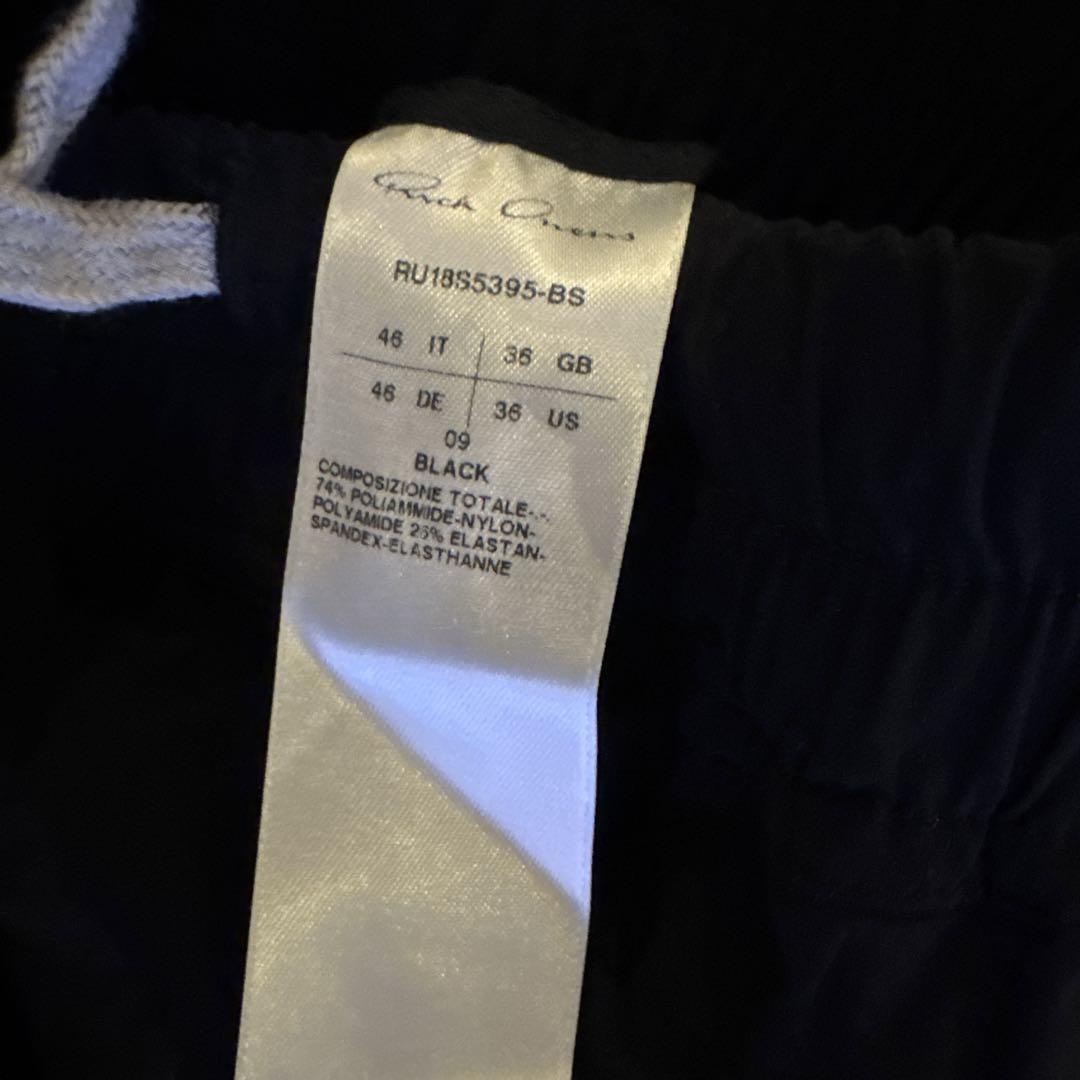 Rick Owens
RU18S5395-BS
46 IT 36 GB
46 DE 36 US
09
BLACK
COMPOSIZIONE TOTALE-.-.
74% POLIAMMIDE-NYLON-
POLYAMIDE 26% ELASTAN-
SPANDEX-ELASTHANNE